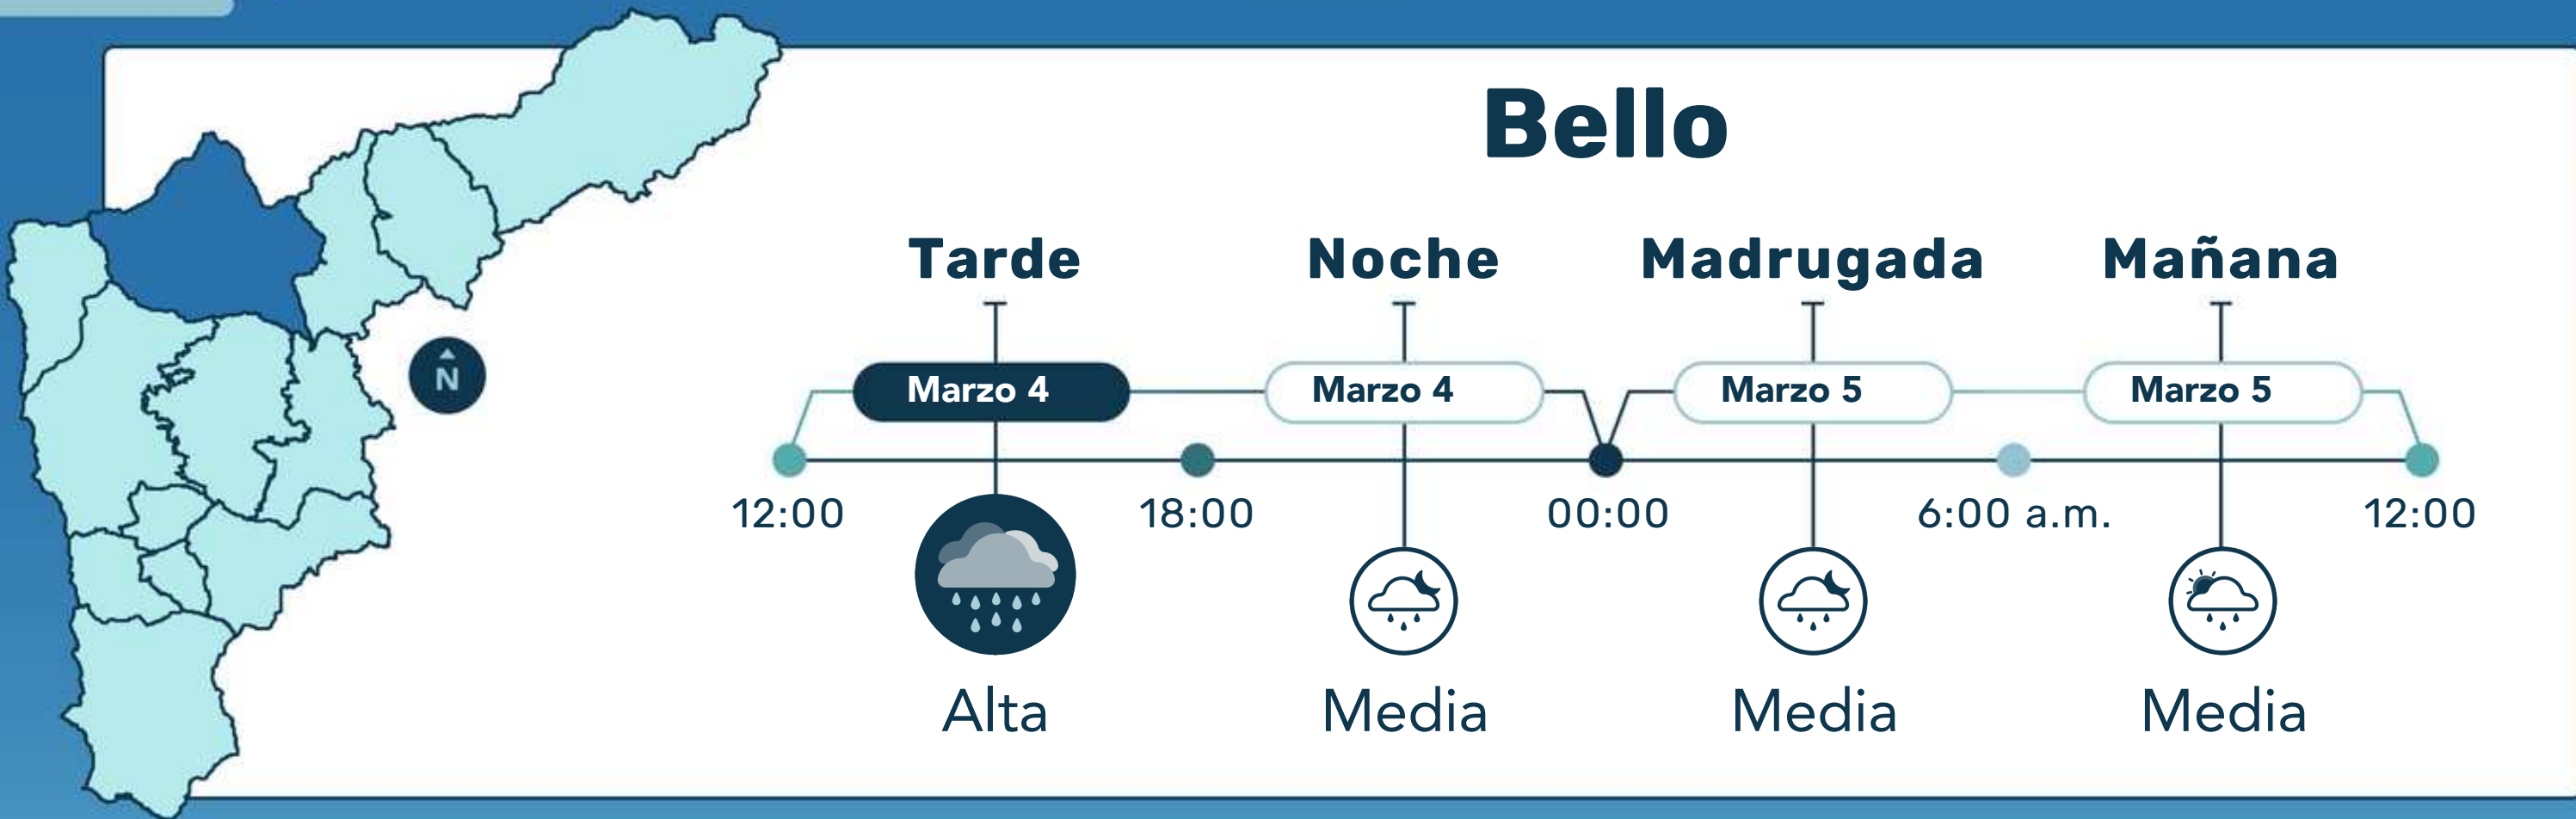 Bello
Tarde Noche Madrugada Mañana
Marzo 4 Marzo 4 Marzo 5 Marzo 5
N
12:00 18:00 00:00 6:00 a.m. 12:00
Alta Media Media Media